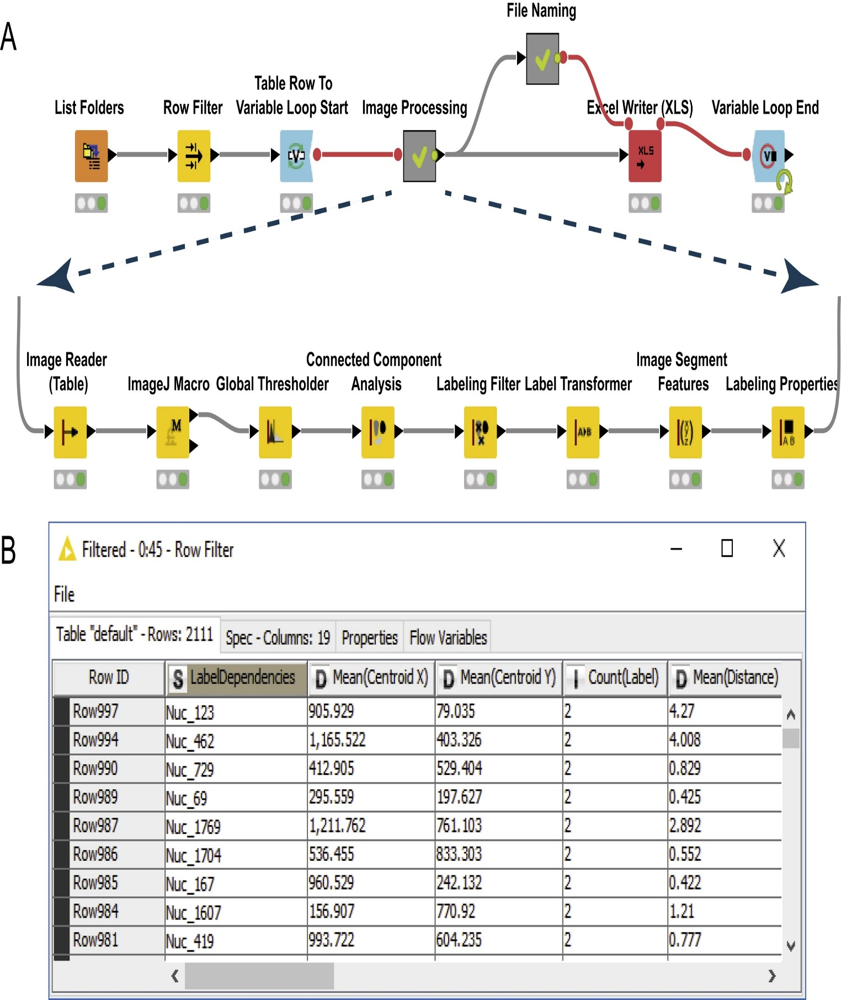 A
File Naming
List Folders
Row Filter
Table Row To
Variable Loop Start
Image Processing
Excel Writer (XLS)
Variable Loop End
V
XLS
V
Image Reader
(Table)
ImageJ Macro
Global Thresholder
Connected Component
Analysis
Labeling Filter
Label Transformer
Image Segment
Features
Labeling Properties
M
A▸B
x
y
z
A B
B
Filtered - 0:45 - Row Filter
File
Table "default" - Rows: 2111
Spec - Columns: 19
Properties
Flow Variables
Row ID
S LabelDependencies
D Mean(Centroid X)
D Mean(Centroid Y)
I Count(Label)
D Mean(Distance)
Row997 Nuc_123 905.929 79.035 2 4.27
Row994 Nuc_462 1,165.522 403.326 2 4.008
Row990 Nuc_729 412.905 529.404 2 0.829
Row989 Nuc_69 295.559 197.627 2 0.425
Row987 Nuc_1769 1,211.762 761.103 2 2.892
Row986 Nuc_1704 536.455 833.303 2 0.552
Row985 Nuc_167 960.529 242.132 2 0.422
Row984 Nuc_1607 156.907 770.92 2 1.21
Row981 Nuc_419 993.722 604.235 2 0.777